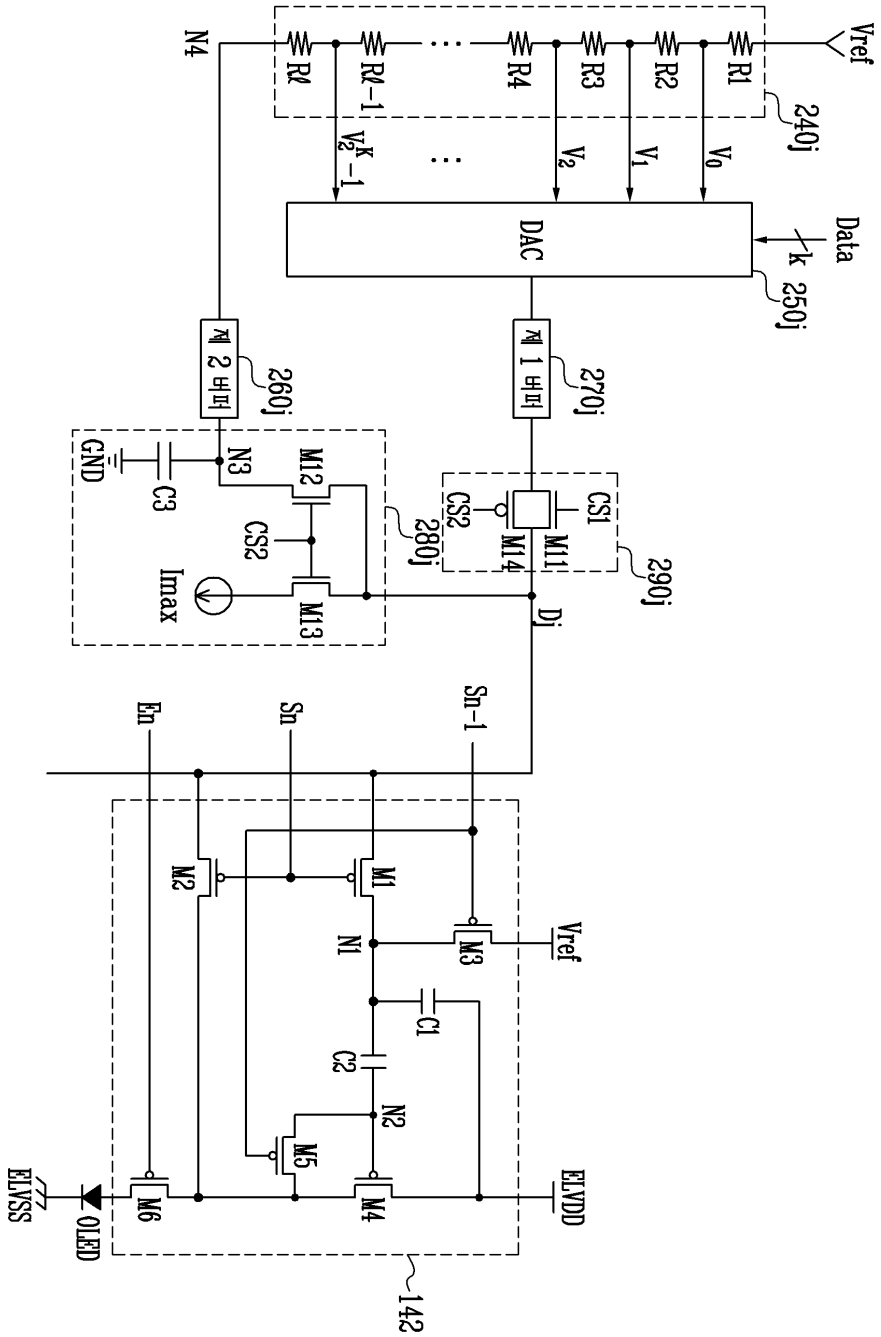 Vref
R1
R2
R3
R4
...
Rℓ-1
Rℓ
N4
240j
V0
V1
V2
...
V2^K-1
Data
k
DAC
250j
제 1 버퍼
270j
제 2 버퍼
260j
CS1
M11
M14
CS2
290j
Dj
N3
M12
C3
GND
CS2
M13
Imax
280j
Sn-1
Sn
En
Vref
M3
M1
M2
N1
C1
C2
N2
M5
M4
M6
ELVDD
OLED
ELVSS
142